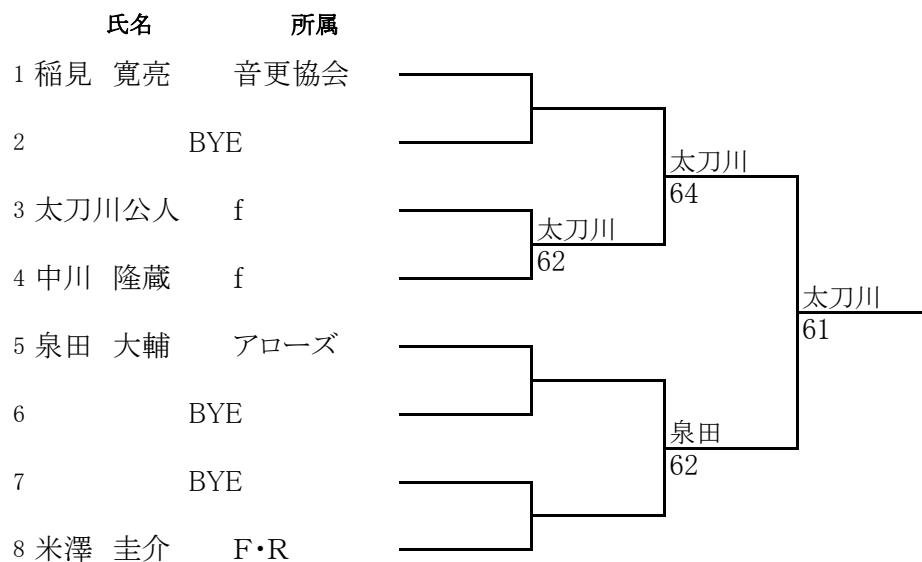 氏名 所属
1 稲見 寛亮 音更協会
2 BYE
太刀川
64
3 太刀川公人 f
太刀川
62
4 中川 隆蔵 f
太刀川
61
5 泉田 大輔 アローズ
6 BYE
泉田
62
7 BYE
8 米澤 圭介 F・R